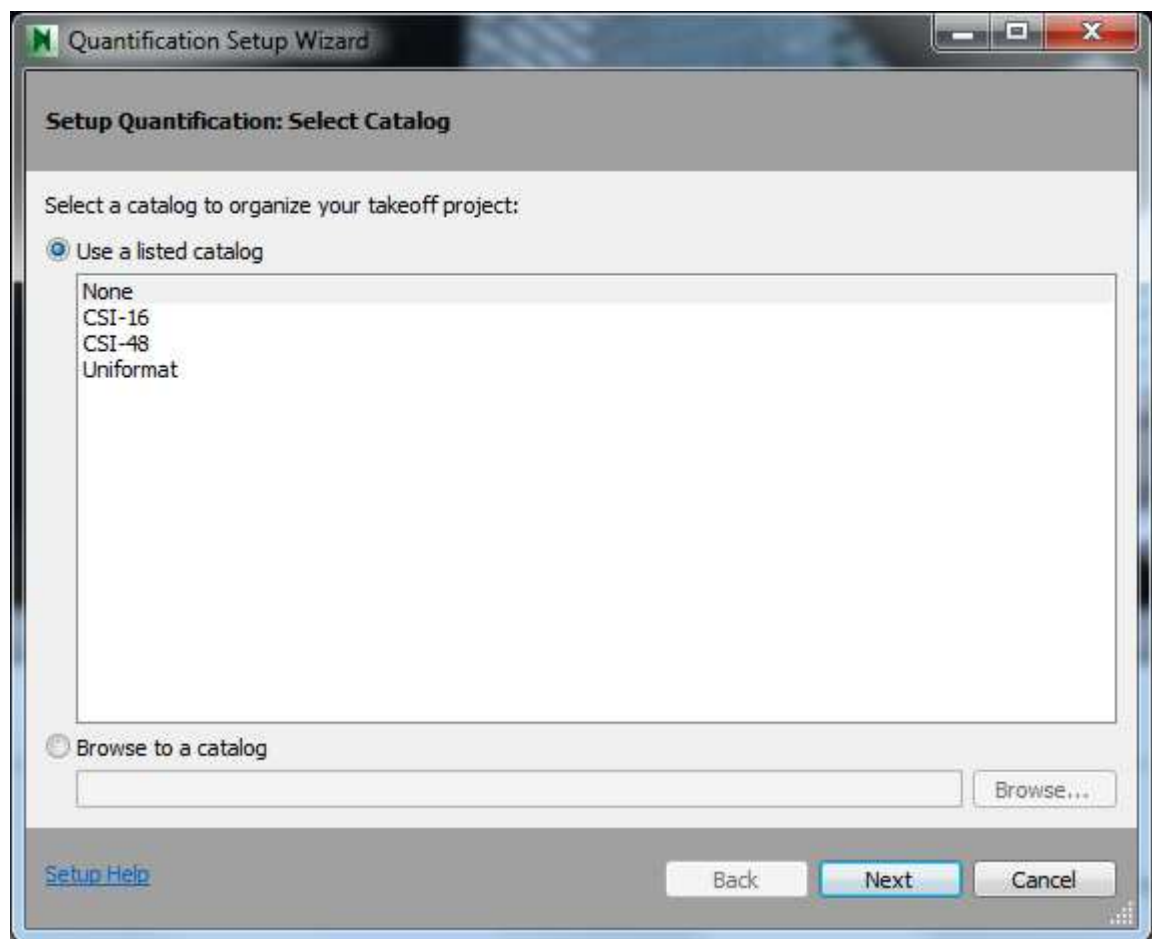 Quantification Setup Wizard
Setup Quantification: Select Catalog
Select a catalog to organize your takeoff project:
Use a listed catalog
None
CSI-16
CSI-48
Uniformat
Browse to a catalog
Browse...
Setup Help
Back
Next
Cancel